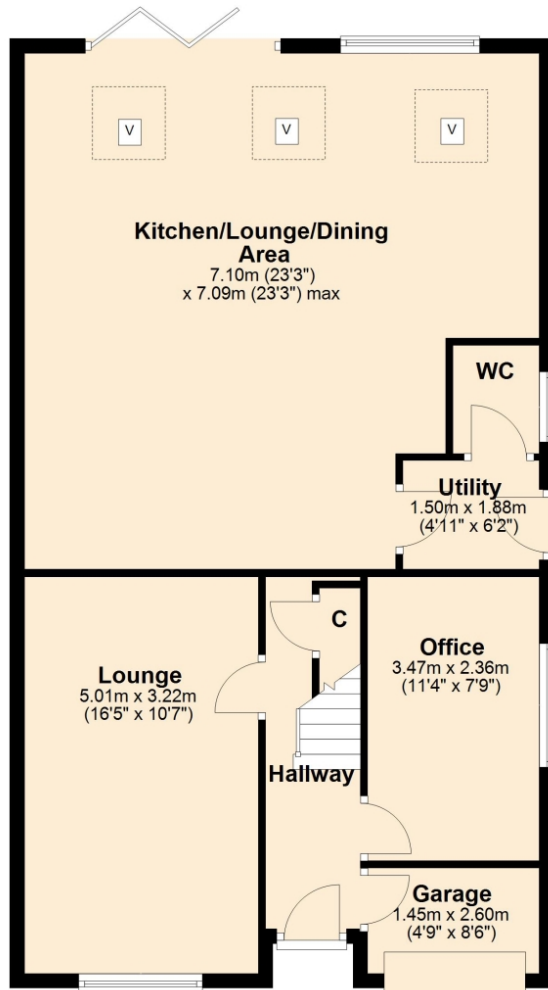 V
V
V
Kitchen/Lounge/Dining
Area
7.10m (23'3")
x 7.09m (23'3") max
WC
Utility
1.50m x 1.88m
(4'11" x 6'2")
C
Lounge
5.01m x 3.22m
(16'5" x 10'7")
Office
3.47m x 2.36m
(11'4" x 7'9")
Hallway
Garage
1.45m x 2.60m
(4'9" x 8'6")